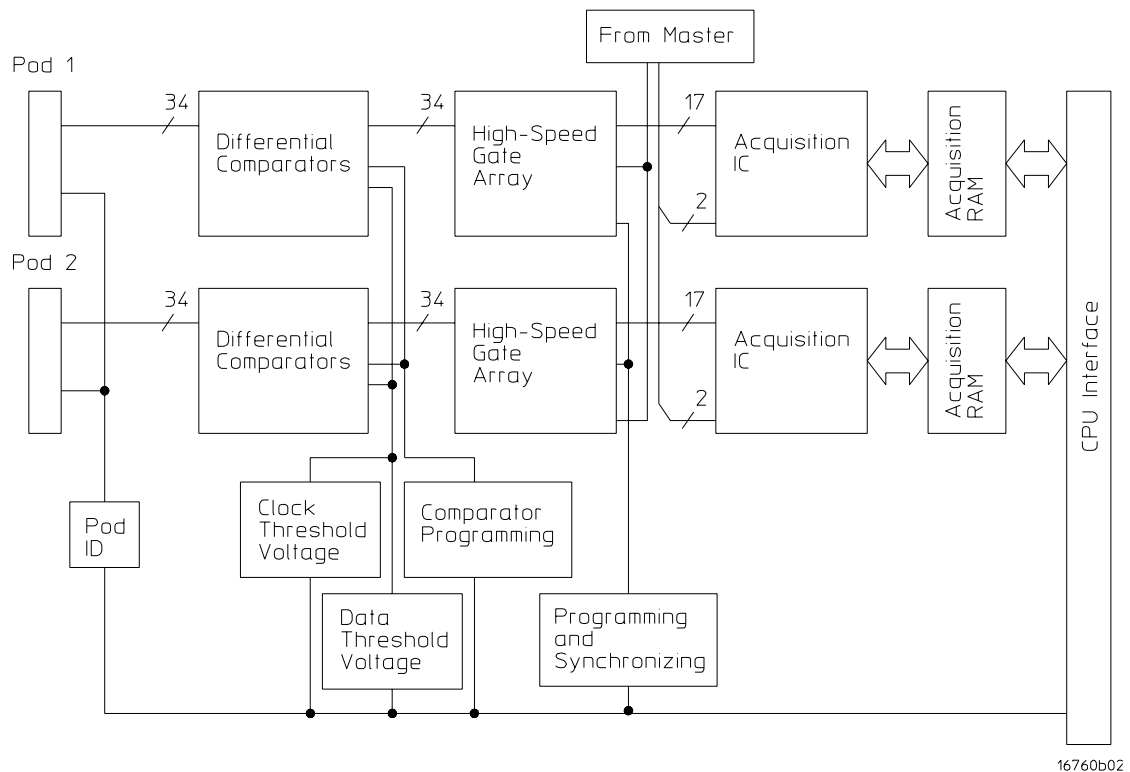 From Master
Pod 1
34
Differential
Comparators
34
High-Speed
Gate
Array
17
2
Acquisition
IC
Acquisition
RAM
Pod 2
34
Differential
Comparators
34
High-Speed
Gate
Array
17
2
Acquisition
IC
Acquisition
RAM
CPU Interface
Pod
ID
Clock
Threshold
Voltage
Comparator
Programming
Data
Threshold
Voltage
Programming
and
Synchronizing
16760b02